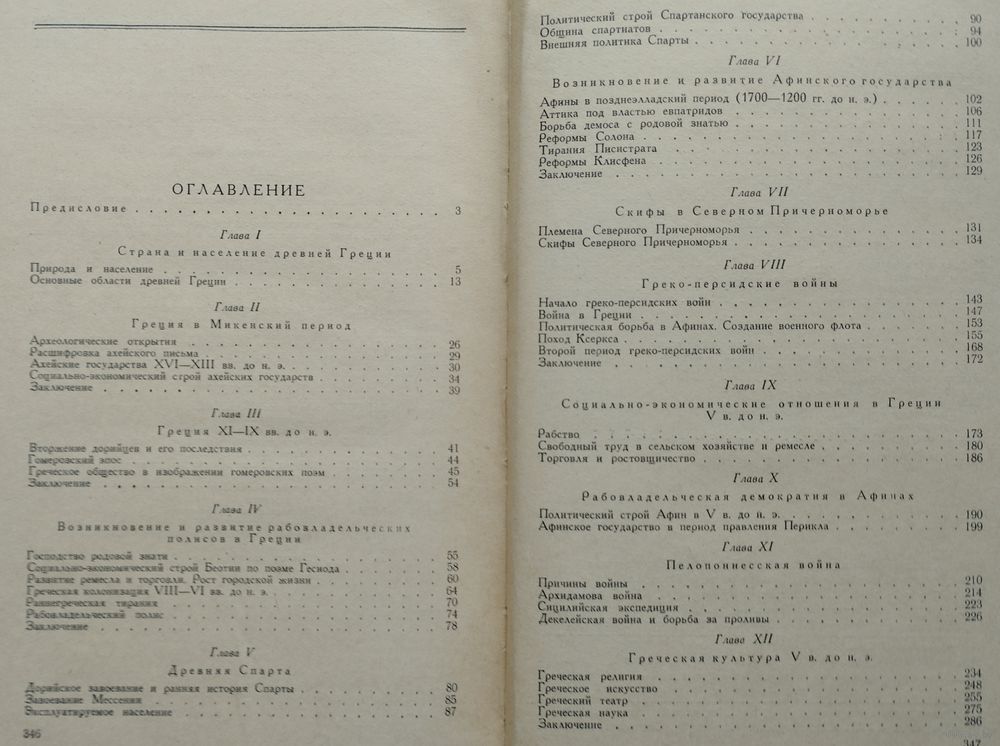 ОГЛАВЛЕНИЕ
Предисловие . . . . . . . . . . . . . . . . . . . . . . 3
Глава I
Страна и население древней Греции
Природа и население . . . . . . . . . . . . . . . . . . . 5
Основные области древней Греции . . . . . . . . . . . . . . 13
Глава II
Греция в Микенский период
Археологические открытия . . . . . . . . . . . . . . . . . 26
Расшифровка ахейского письма . . . . . . . . . . . . . . . 29
Ахейские государства XVI—XIII вв. до н. э. . . . . . . . . . . 30
Социально-экономический строй ахейских государств . . . . . . . 34
Заключение . . . . . . . . . . . . . . . . . . . . . . . 39
Глава III
Греция XI—IX вв. до н. э.
Вторжение дорийцев и его последствия . . . . . . . . . . . . 41
Гомеровский эпос . . . . . . . . . . . . . . . . . . . . 44
Греческое общество в изображении гомеровских поэм . . . . . . 45
Заключение . . . . . . . . . . . . . . . . . . . . . . . 54
Глава IV
Возникновение и развитие рабовладельческих
полисов в Греции
Господство родовой знати . . . . . . . . . . . . . . . . . 55
Социально-экономический строй Беотии по поэме Гесиода . . . . . 58
Развитие ремесла и торговли. Рост городской жизни . . . . . . . 60
Греческая колонизация VIII—VI вв. до н. э. . . . . . . . . . . 64
Раннегреческая тирания . . . . . . . . . . . . . . . . . . 70
Рабовладельческий полис . . . . . . . . . . . . . . . . . 74
Заключение . . . . . . . . . . . . . . . . . . . . . . . 78
Глава V
Древняя Спарта
Дорийское завоевание и ранняя история Спарты . . . . . . . . . 80
Завоевание Мессении . . . . . . . . . . . . . . . . . . . 85
Эксплуатируемое население . . . . . . . . . . . . . . . . . 87
346
Политический строй Спартанского государства . . . . . . . . . . 90
Община спартиатов . . . . . . . . . . . . . . . . . . . . 94
Внешняя политика Спарты . . . . . . . . . . . . . . . . . 100
Глава VI
Возникновение и развитие Афинского государства
Афины в позднеэлладский период (1700—1200 гг. до н. э.) . . . . . 102
Аттика под властью евпатридов . . . . . . . . . . . . . . . 106
Борьба демоса с родовой знатью . . . . . . . . . . . . . . 111
Реформы Солона . . . . . . . . . . . . . . . . . . . . . 117
Тирания Писистрата . . . . . . . . . . . . . . . . . . . 123
Реформы Клисфена . . . . . . . . . . . . . . . . . . . . 126
Заключение . . . . . . . . . . . . . . . . . . . . . . . 129
Глава VII
Скифы в Северном Причерноморье
Племена Северного Причерноморья . . . . . . . . . . . . . . 131
Скифы Северного Причерноморья . . . . . . . . . . . . . . . 134
Глава VIII
Греко-персидские войны
Начало греко-персидских войн . . . . . . . . . . . . . . . 143
Война в Греции . . . . . . . . . . . . . . . . . . . . . 147
Политическая борьба в Афинах. Создание военного флота . . . . . 153
Поход Ксеркса . . . . . . . . . . . . . . . . . . . . . . 155
Второй период греко-персидских войн . . . . . . . . . . . . . 168
Заключение . . . . . . . . . . . . . . . . . . . . . . . 172
Глава IX
Социально-экономические отношения в Греции
V в. до н. э.
Рабство . . . . . . . . . . . . . . . . . . . . . . . . 173
Свободный труд в сельском хозяйстве и ремесле . . . . . . . . 180
Торговля и ростовщичество . . . . . . . . . . . . . . . . . 186
Глава X
Рабовладельческая демократия в Афинах
Политический строй Афин в V в. до н. э. . . . . . . . . . . . 190
Афинское государство в период правления Перикла . . . . . . . . 199
Глава XI
Пелопоннесская война
Причины войны . . . . . . . . . . . . . . . . . . . . . 210
Архидамова война . . . . . . . . . . . . . . . . . . . . 214
Сицилийская экспедиция . . . . . . . . . . . . . . . . . . 223
Декелейская война и борьба за проливы . . . . . . . . . . . . 226
Глава XII
Греческая культура V в. до н. э.
Греческая религия . . . . . . . . . . . . . . . . . . . . 234
Греческое искусство . . . . . . . . . . . . . . . . . . . 248
Греческий театр . . . . . . . . . . . . . . . . . . . . . 255
Греческая наука . . . . . . . . . . . . . . . . . . . . . 275
Заключение . . . . . . . . . . . . . . . . . . . . . . . 286
347